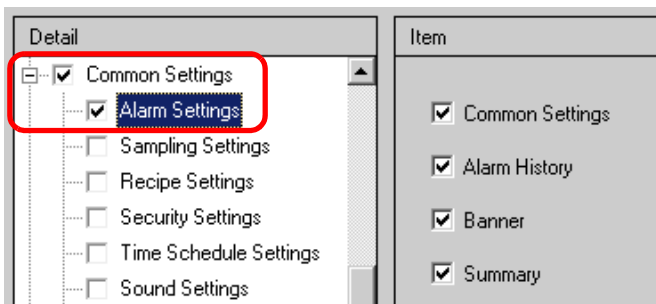 Detail
Common Settings
Alarm Settings
Sampling Settings
Recipe Settings
Security Settings
Time Schedule Settings
Sound Settings
Item
Common Settings
Alarm History
Banner
Summary